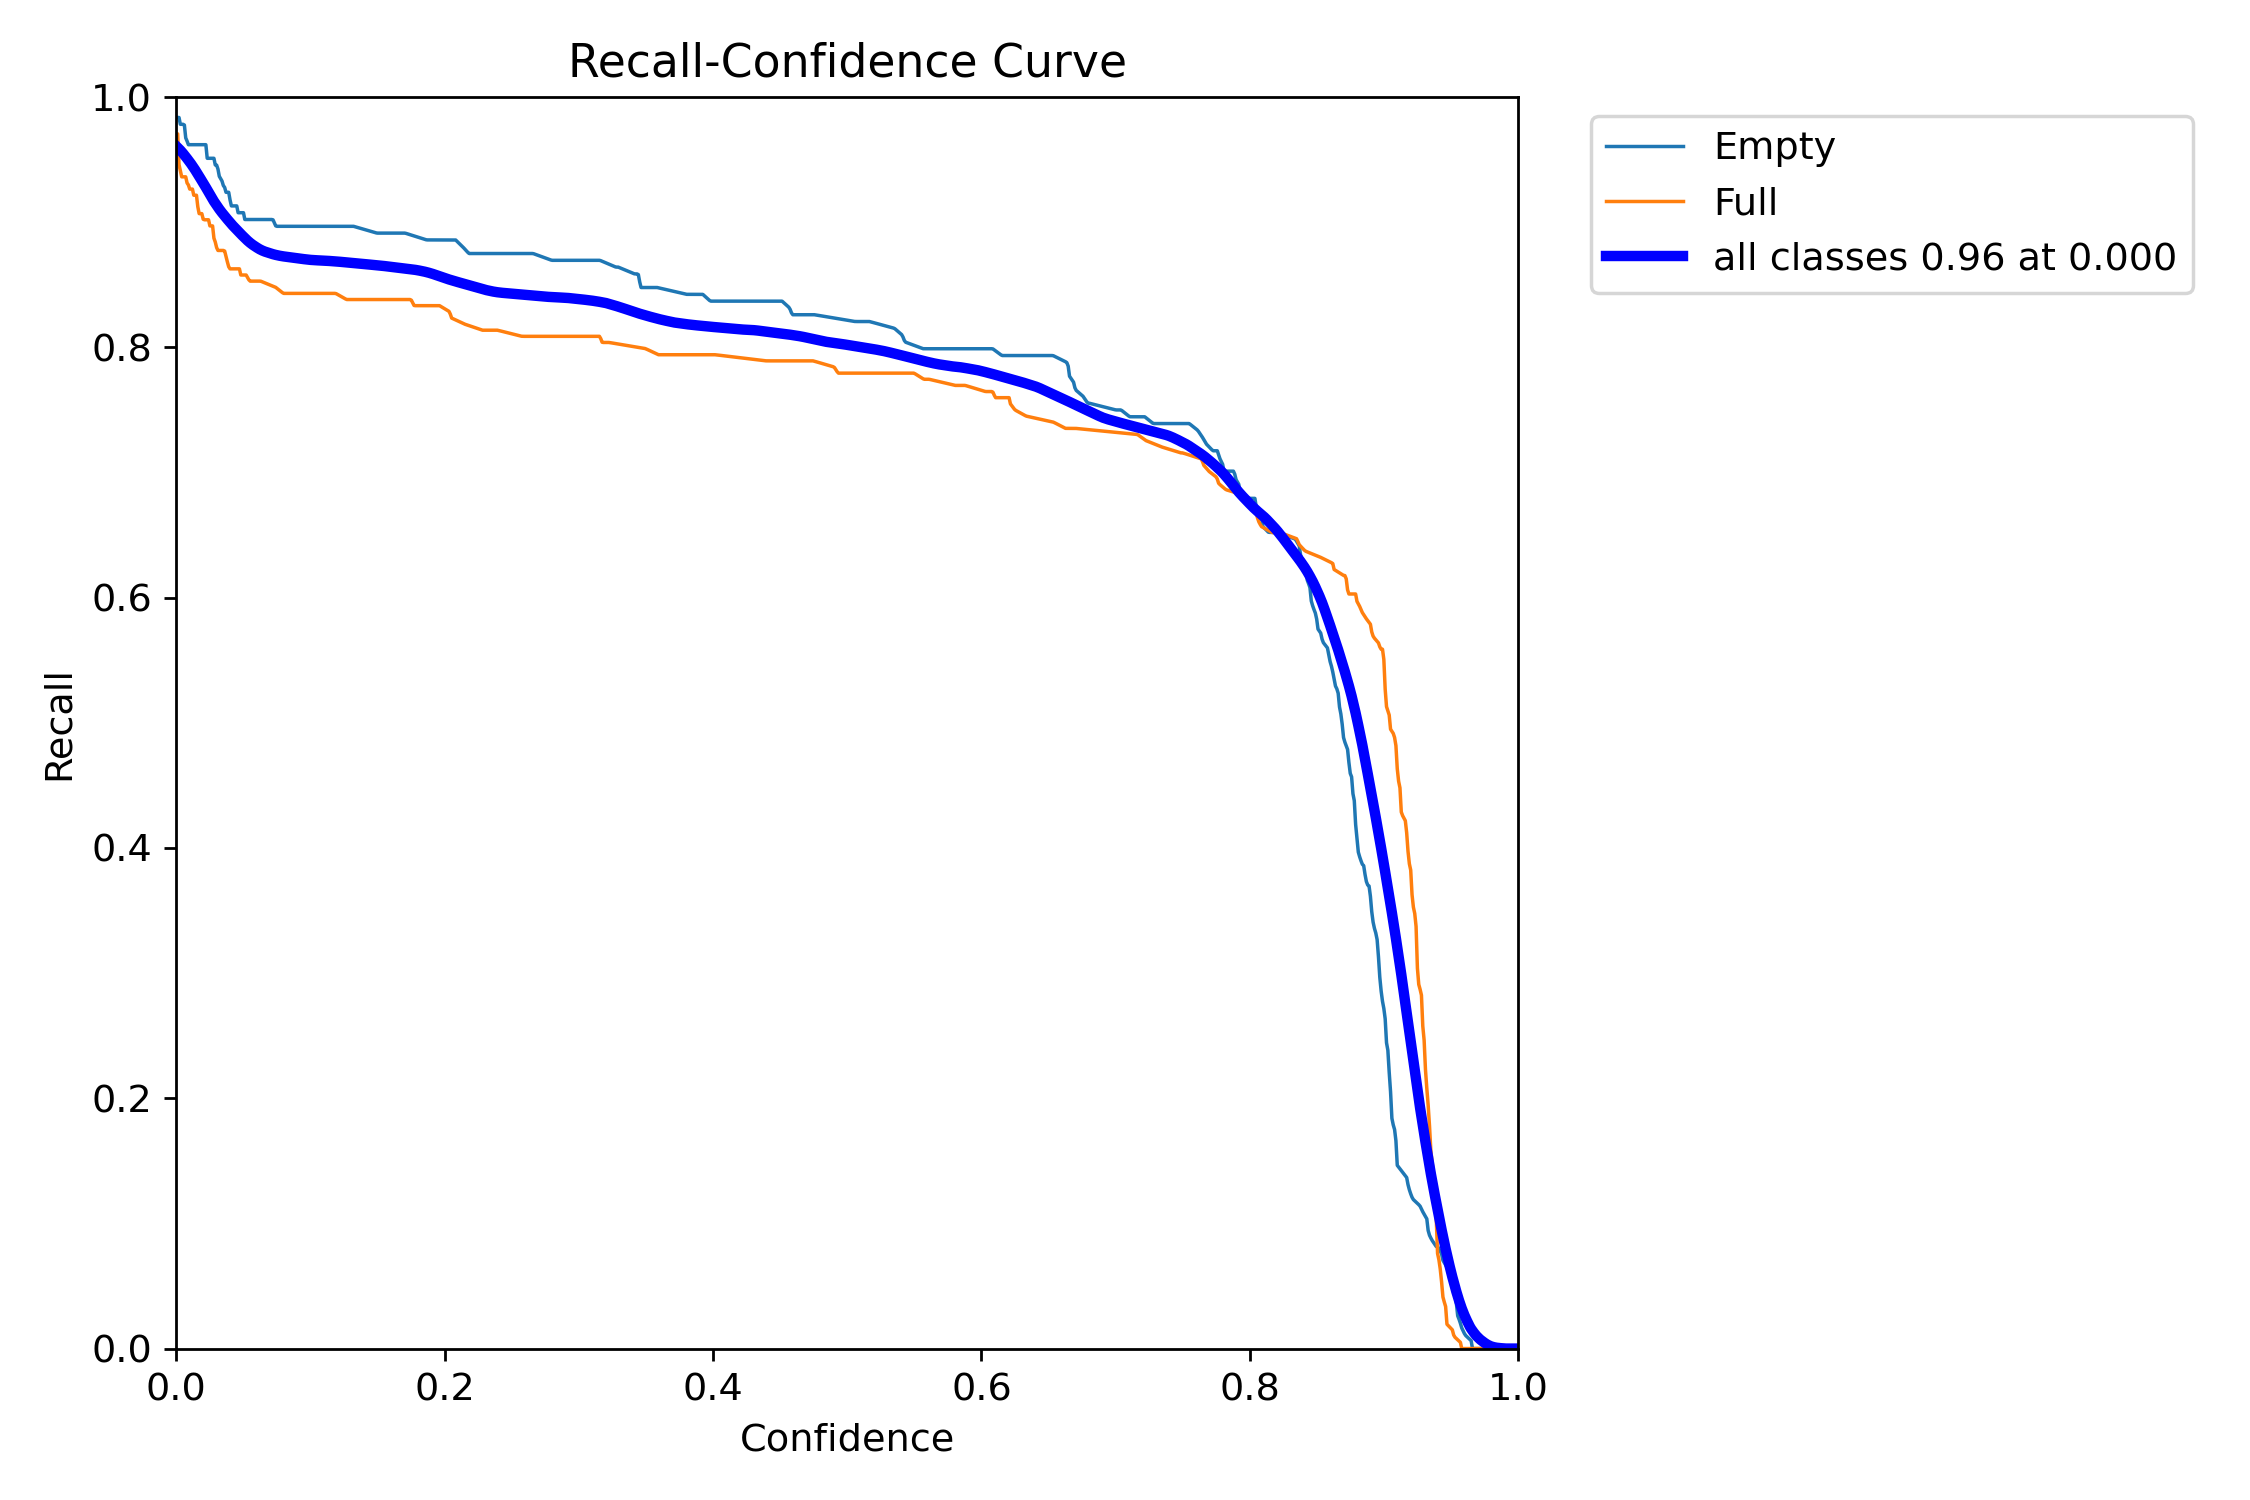 Recall-Confidence Curve
1.0
0.8
0.6
0.4
0.2
0.0
Recall
0.0 0.2 0.4 0.6 0.8 1.0
Confidence
Empty
Full
all classes 0.96 at 0.000